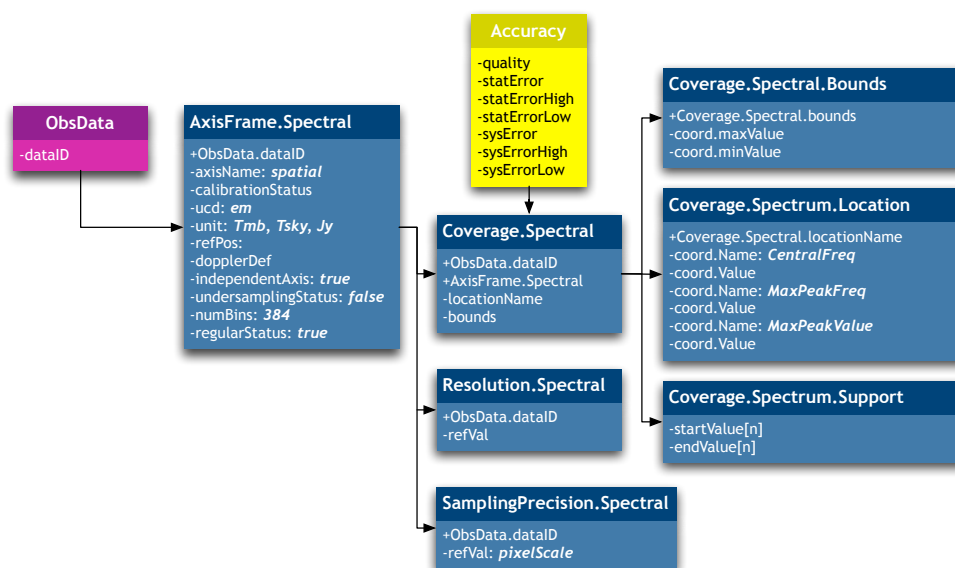 ObsData
-dataID
AxisFrame.Spectral
+ObsData.dataID
-axisName: spatial
-calibrationStatus
-ucd: em
-unit: Tmb, Tsky, Jy
-refPos:
-dopplerDef
-independentAxis: true
-undersamplingStatus: false
-numBins: 384
-regularStatus: true
Accuracy
-quality
-statError
-statErrorHigh
-statErrorLow
-sysError
-sysErrorHigh
-sysErrorLow
Coverage.Spectral
+ObsData.dataID
+AxisFrame.Spectral
-locationName
-bounds
Resolution.Spectral
+ObsData.dataID
-refVal
SamplingPrecision.Spectral
+ObsData.dataID
-refVal: pixelScale
Coverage.Spectral.Bounds
+Coverage.Spectral.bounds
-coord.maxValue
-coord.minValue
Coverage.Spectrum.Location
+Coverage.Spectral.locationName
-coord.Name: CentralFreq
-coord.Value
-coord.Name: MaxPeakFreq
-coord.Value
-coord.Name: MaxPeakValue
-coord.Value
Coverage.Spectrum.Support
-startValue[n]
-endValue[n]